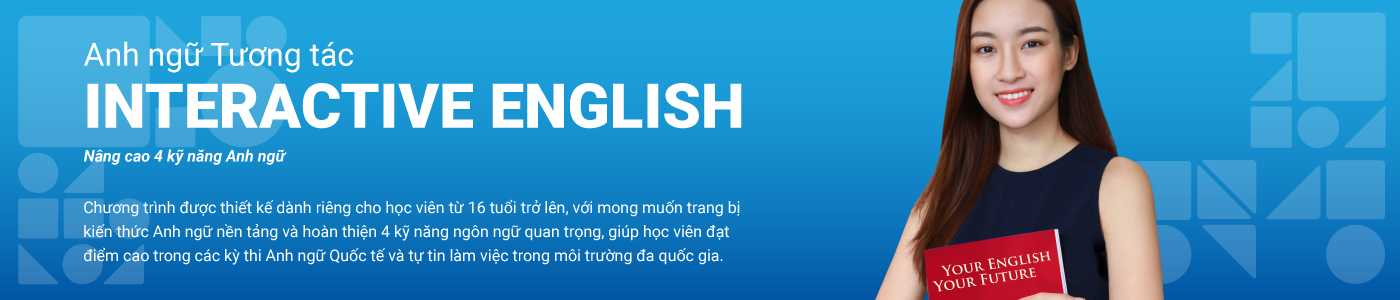 Anh ngữ Tương tác
INTERACTIVE ENGLISH
Nâng cao 4 kỹ năng Anh ngữ
Chương trình được thiết kế dành riêng cho học viên từ 16 tuổi trở lên, với mong muốn trang bị
kiến thức Anh ngữ nền tảng và hoàn thiện 4 kỹ năng ngôn ngữ quan trọng, giúp học viên đạt
điểm cao trong các kỳ thi Anh ngữ Quốc tế và tự tin làm việc trong môi trường đa quốc gia.
YOUR ENGLISH
YOUR FUTURE